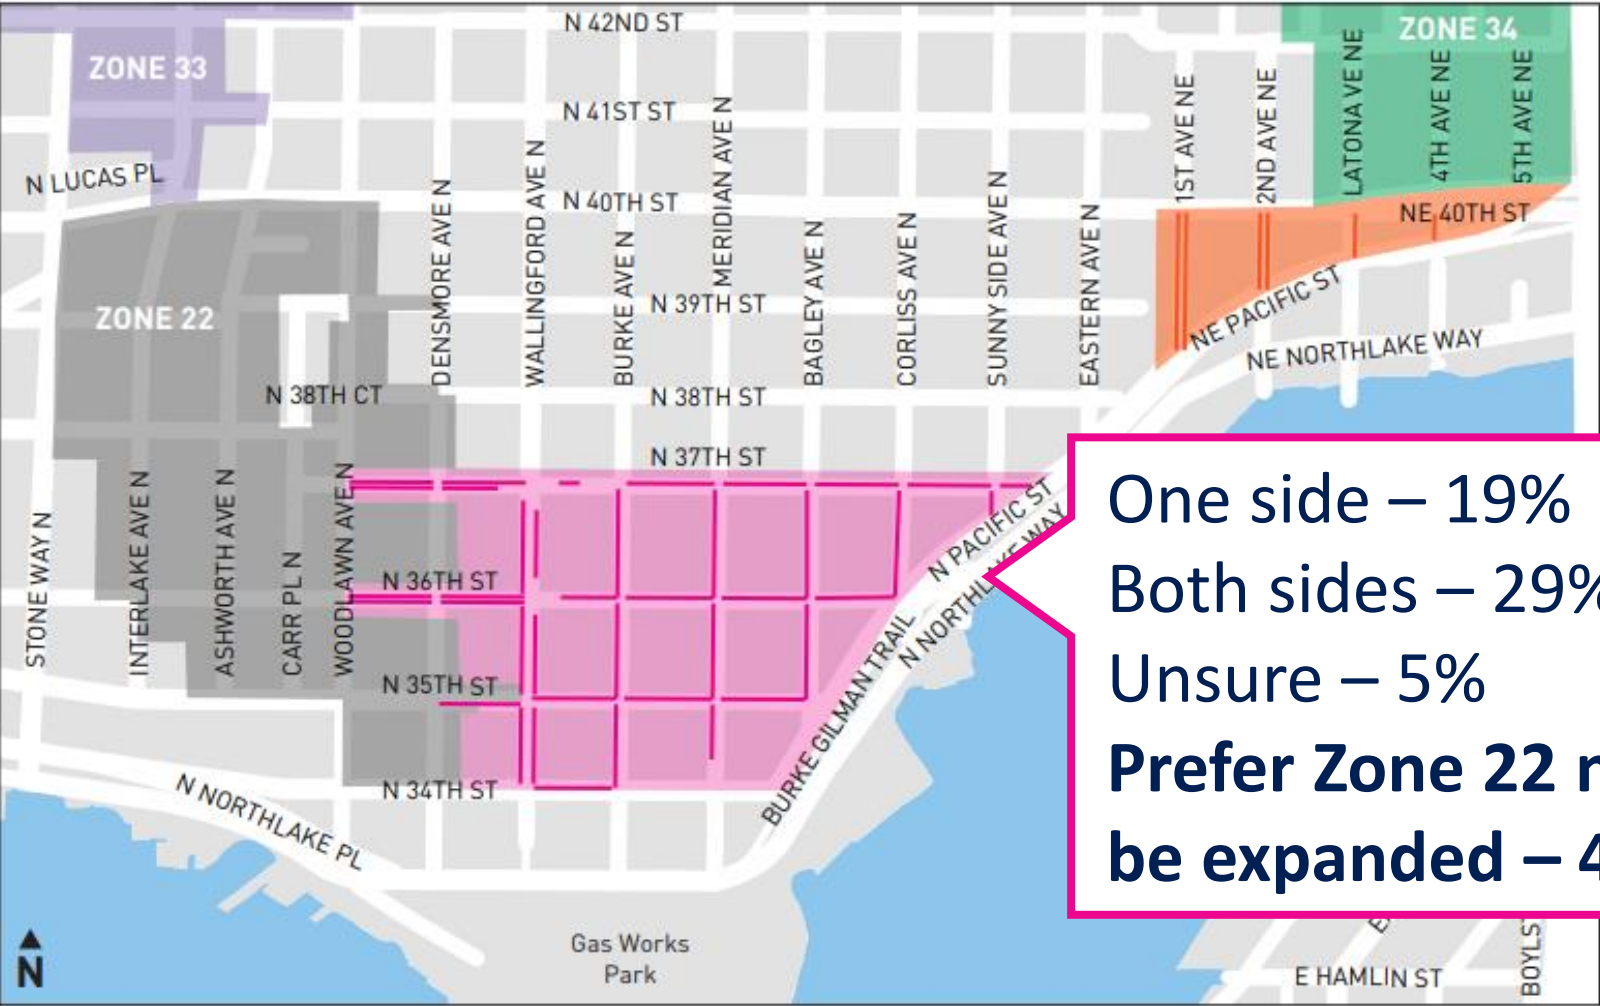 N 42ND ST
ZONE 34
ZONE 33
N 41ST ST
N LUCAS PL
N 40TH ST
MERIDIAN AVE N
1ST AVE NE
2ND AVE NE
LATONA VE NE
4TH AVE NE
5TH AVE NE
NE 40TH ST
DENSMORE AVE N
WALLINGFORD AVE N
BURKE AVE N
BAGLEY AVE N
CORLISS AVE N
SUNNY SIDE AVE N
EASTERN AVE N
N 39TH ST
ZONE 22
NE PACIFIC ST
NE NORTHLAKE WAY
N 38TH CT
N 38TH ST
N 37TH ST
STONE WAY N
INTERLAKE AVE N
ASHWORTH AVE N
CARR PL N
WOODLAWN AVE N
N 36TH ST
N PACIFIC ST
N NORTHLAKE WAY
BURKE GILMAN TRAIL
N 35TH ST
N 34TH ST
N NORTHLAKE PL
One side – 19%
Both sides – 29%
Unsure – 5%
Prefer Zone 22
be expanded – 4
Gas Works
Park
N
E HAMLIN ST